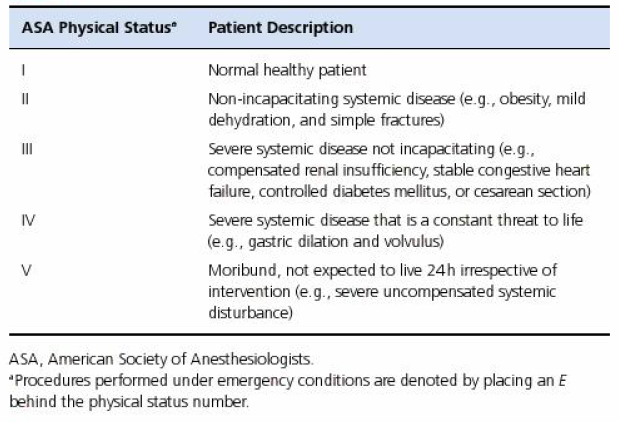 ASA Physical Statusᵃ Patient Description
I Normal healthy patient
II Non-incapacitating systemic disease (e.g., obesity, mild
dehydration, and simple fractures)
III Severe systemic disease not incapacitating (e.g.,
compensated renal insufficiency, stable congestive heart
failure, controlled diabetes mellitus, or cesarean section)
IV Severe systemic disease that is a constant threat to life
(e.g., gastric dilation and volvulus)
V Moribund, not expected to live 24h irrespective of
intervention (e.g., severe uncompensated systemic
disturbance)
ASA, American Society of Anesthesiologists.
ᵃProcedures performed under emergency conditions are denoted by placing an E
behind the physical status number.